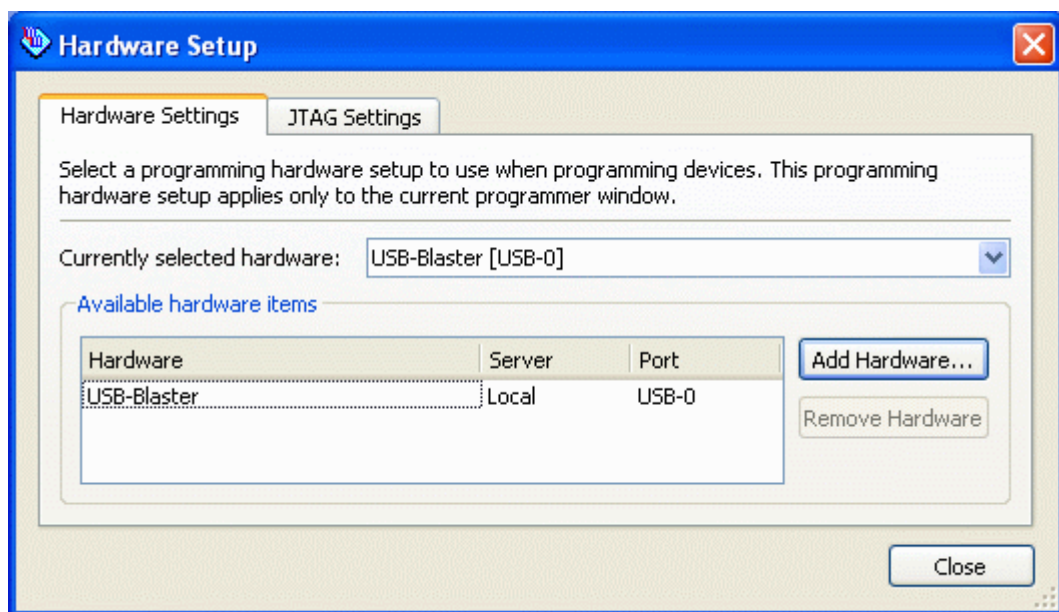 Hardware Setup
Hardware Settings
JTAG Settings
Select a programming hardware setup to use when programming devices. This programming
hardware setup applies only to the current programmer window.
Currently selected hardware:
USB-Blaster [USB-0]
Available hardware items
Hardware Server Port
USB-Blaster Local USB-0
Add Hardware...
Remove Hardware
Close